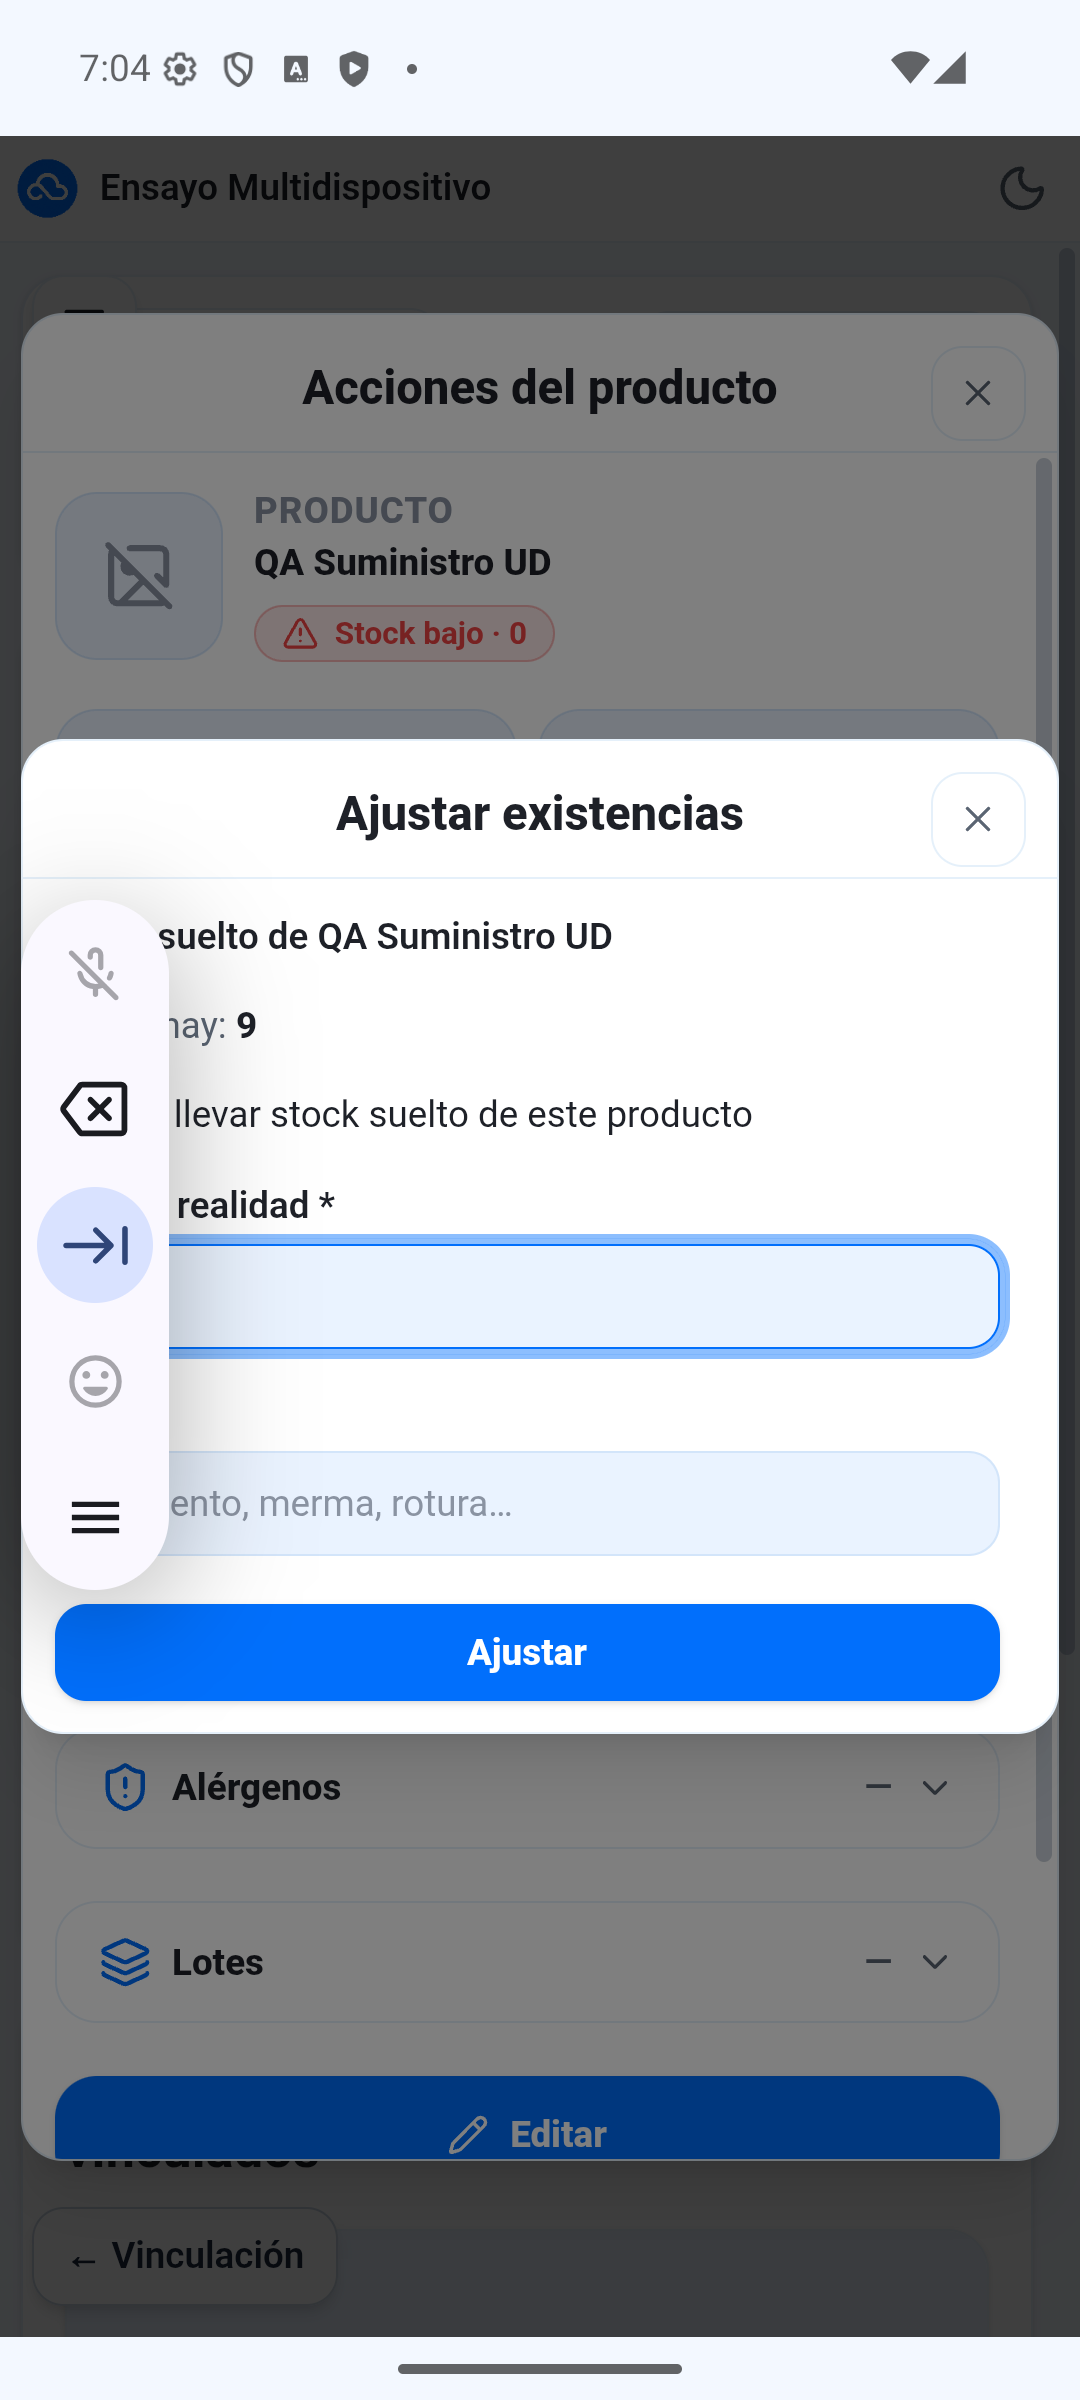 7:04
Ensayo Multidispositivo
Acciones del producto
PRODUCTO
QA Suministro UD
Stock bajo · 0
Ajustar existencias
suelto de QA Suministro UD
hay: 9
llevar stock suelto de este producto
realidad *
ento, merma, rotura...
Ajustar
Alérgenos
—
Lotes
—
Editar
← Vinculación